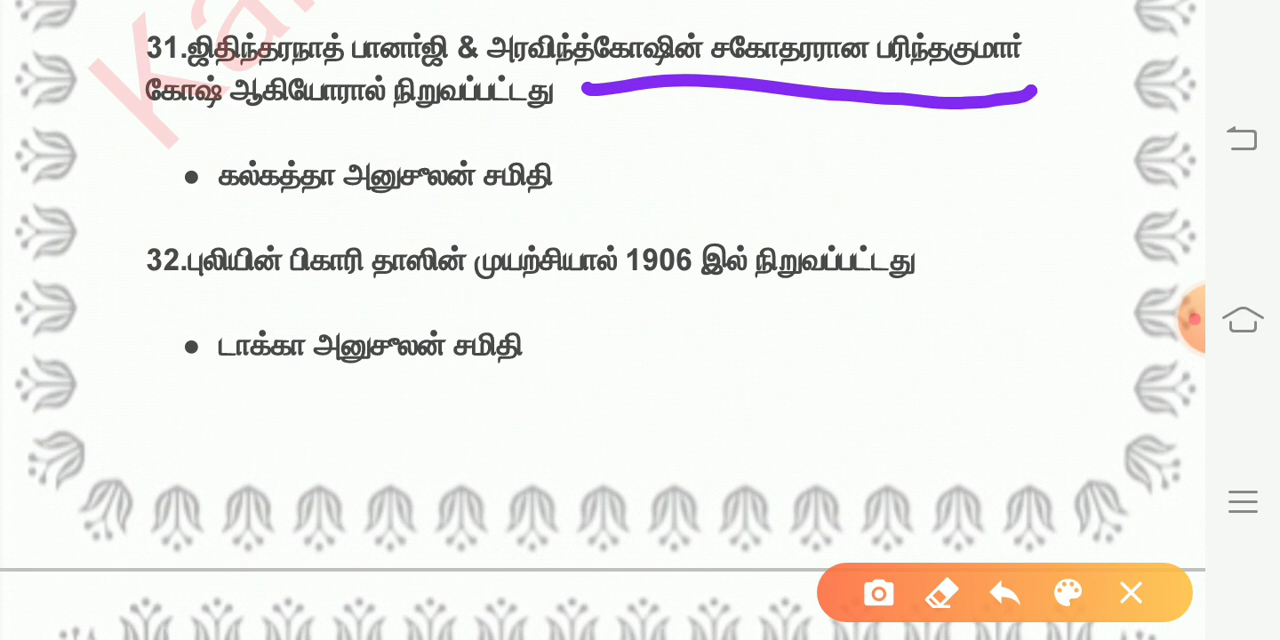 31.ஜிதிந்தரநாத் பானர்ஜி & அரவிந்த்கோஷின் சகோதரரான பரிந்தகுமார்
கோஷ் ஆகியோரால் நிறுவப்பட்டது
● கல்கத்தா அனுசூலன் சமிதி
32.புலியின் பிகாரி தாஸின் முயற்சியால் 1906 இல் நிறுவப்பட்டது
● டாக்கா அனுசூலன் சமிதி